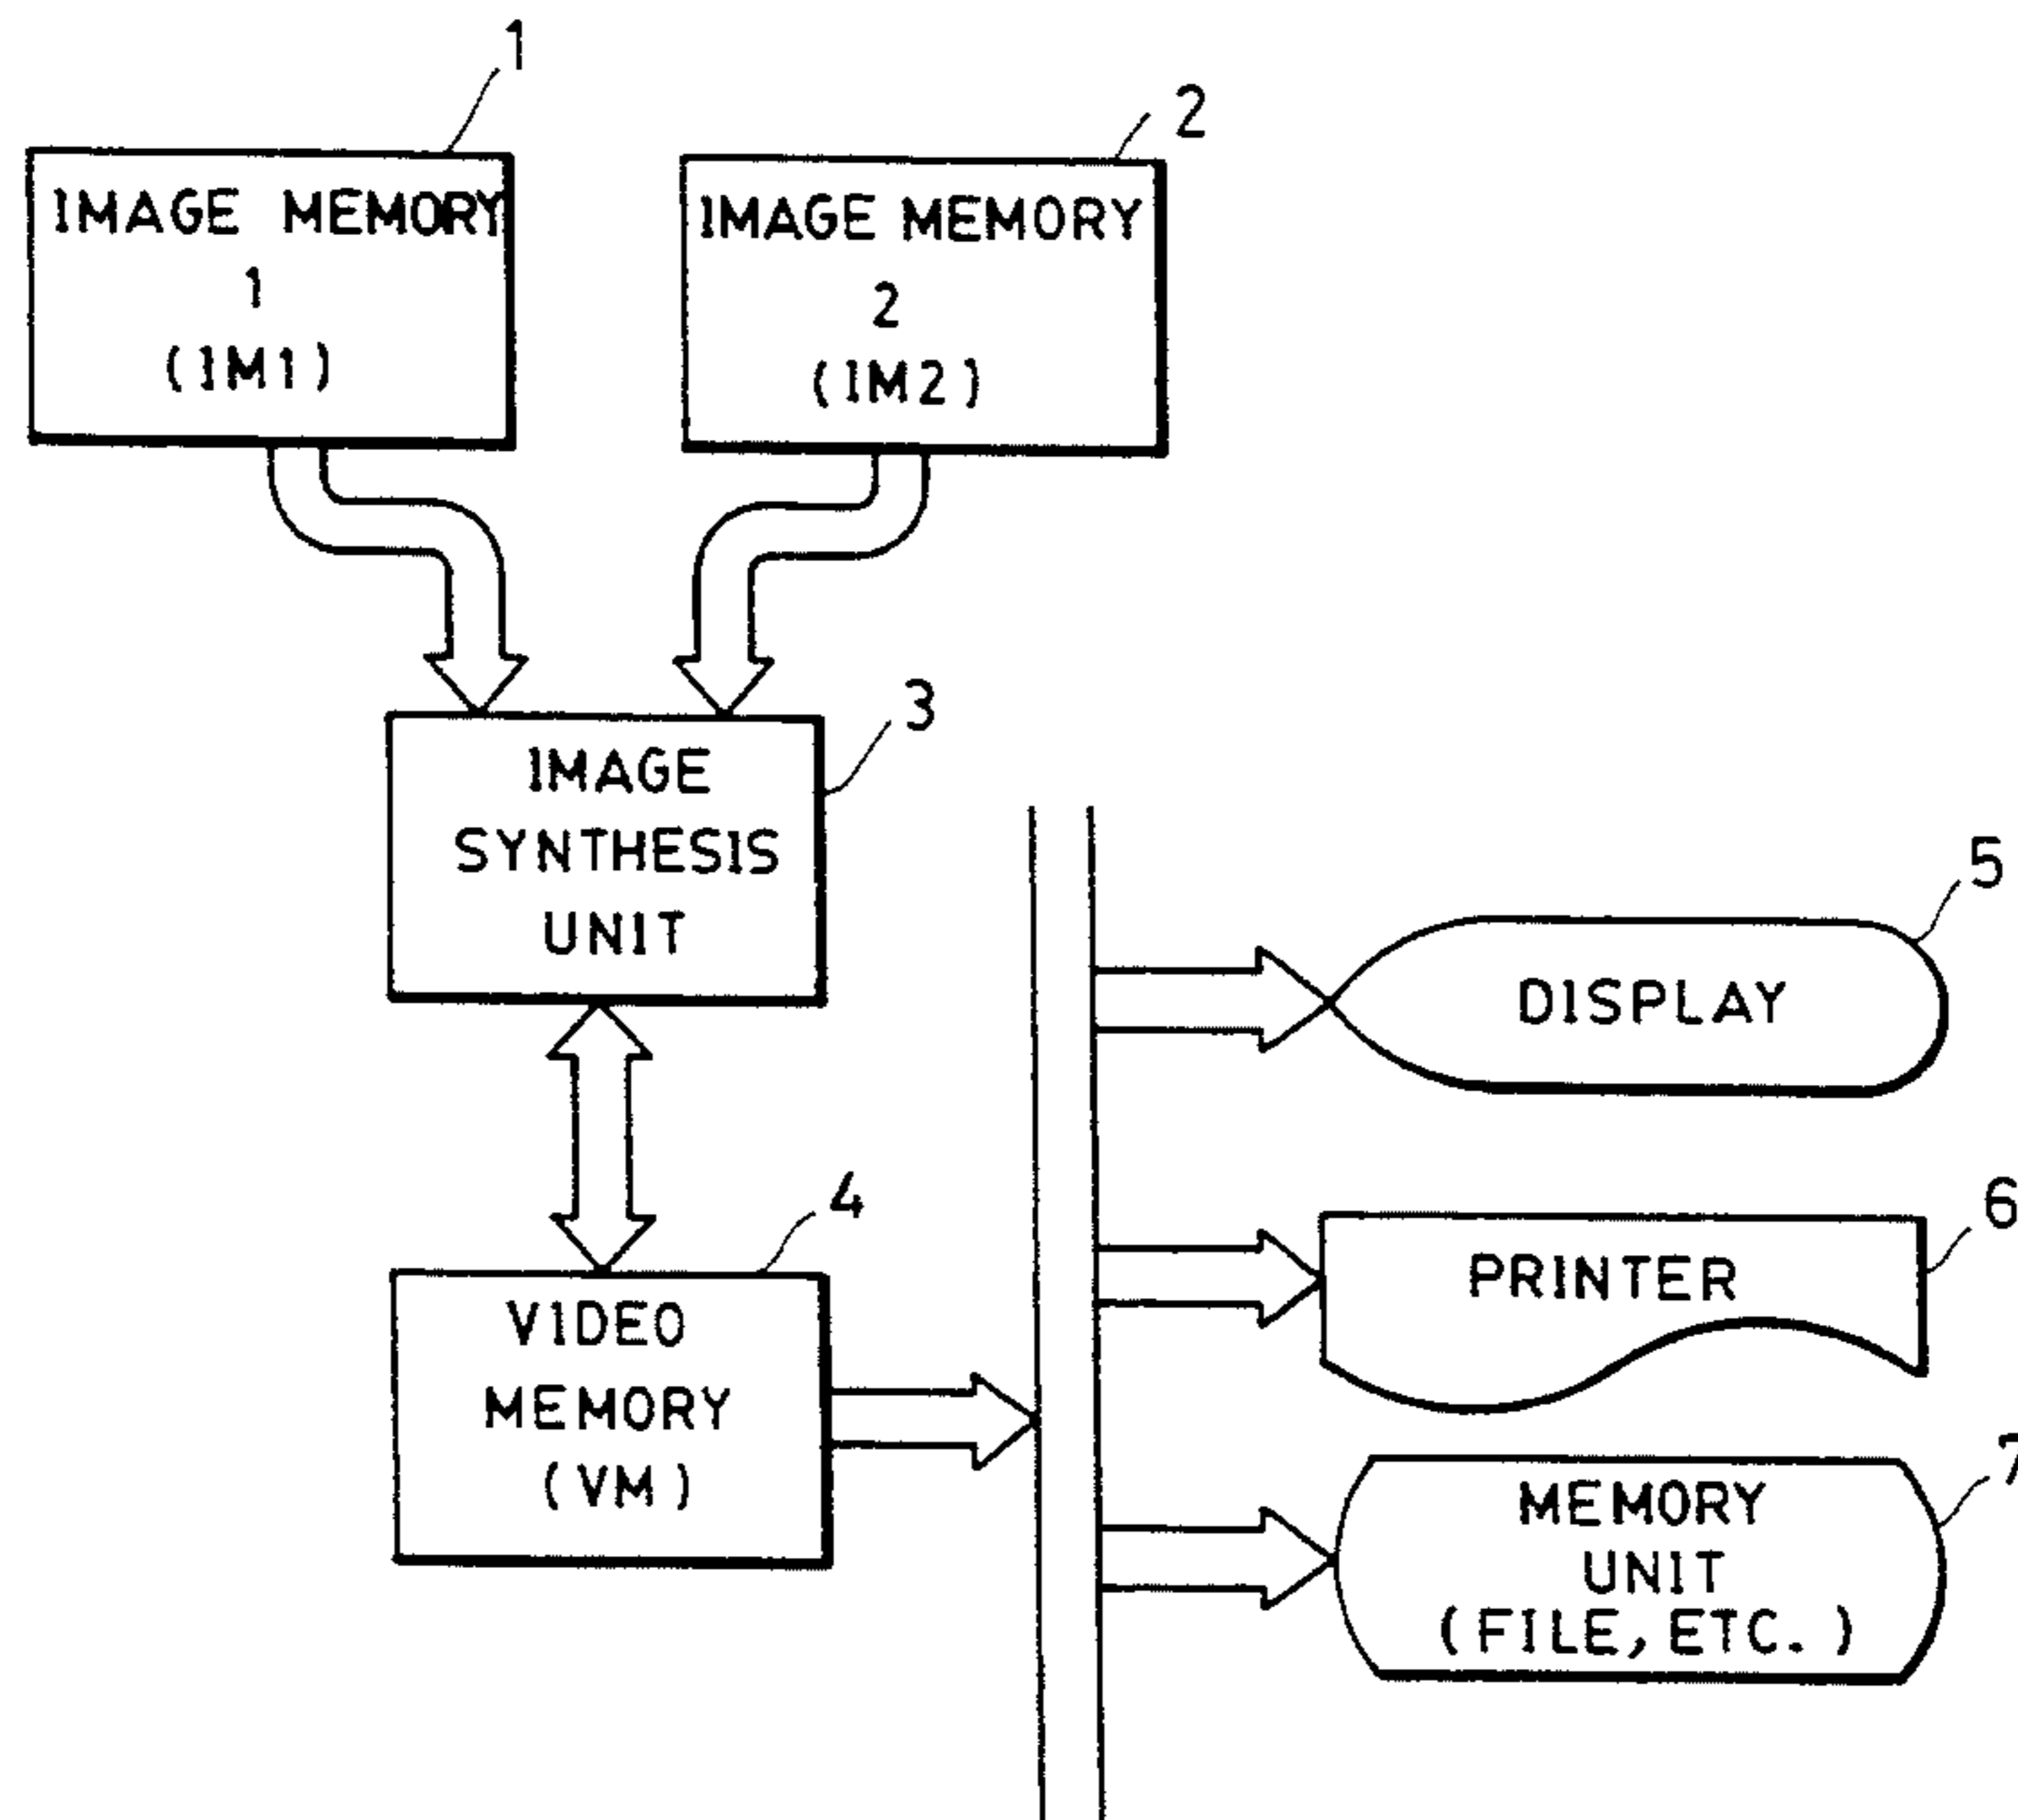 1
IMAGE MEMORY
1
(IM1)
2
IMAGE MEMORY
2
(IM2)
3
IMAGE
SYNTHESIS
UNIT
4
VIDEO
MEMORY
(VM)
5
DISPLAY
6
PRINTER
7
MEMORY
UNIT
(FILE, ETC.)